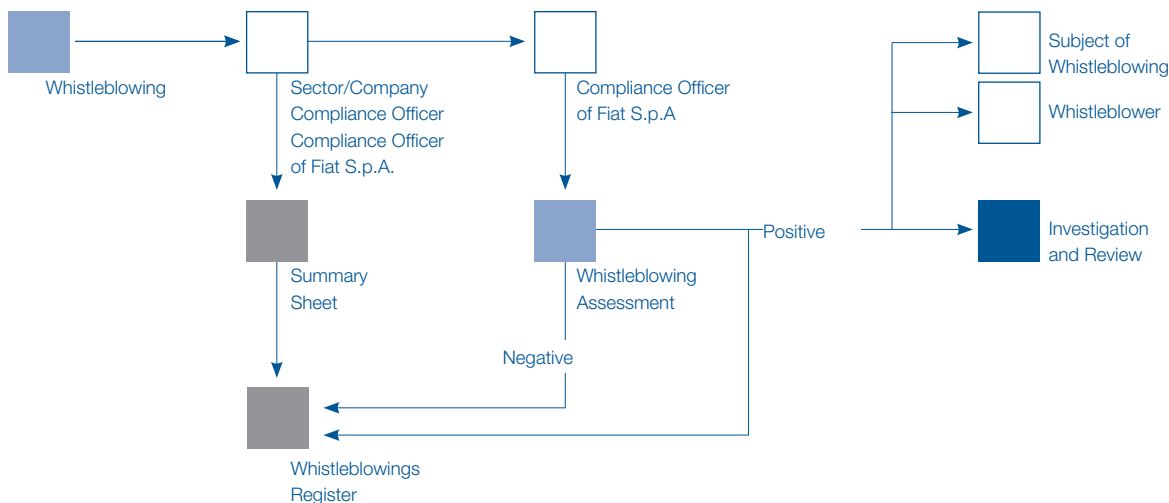 Whistleblowing
Sector/Company
Compliance Officer
Compliance Officer
of Fiat S.p.A.
Compliance Officer
of Fiat S.p.A
Subject of
Whistleblowing
Whistleblower
Summary
Sheet
Whistleblowing
Assessment
Positive
Investigation
and Review
Negative
Whistleblowings
Register